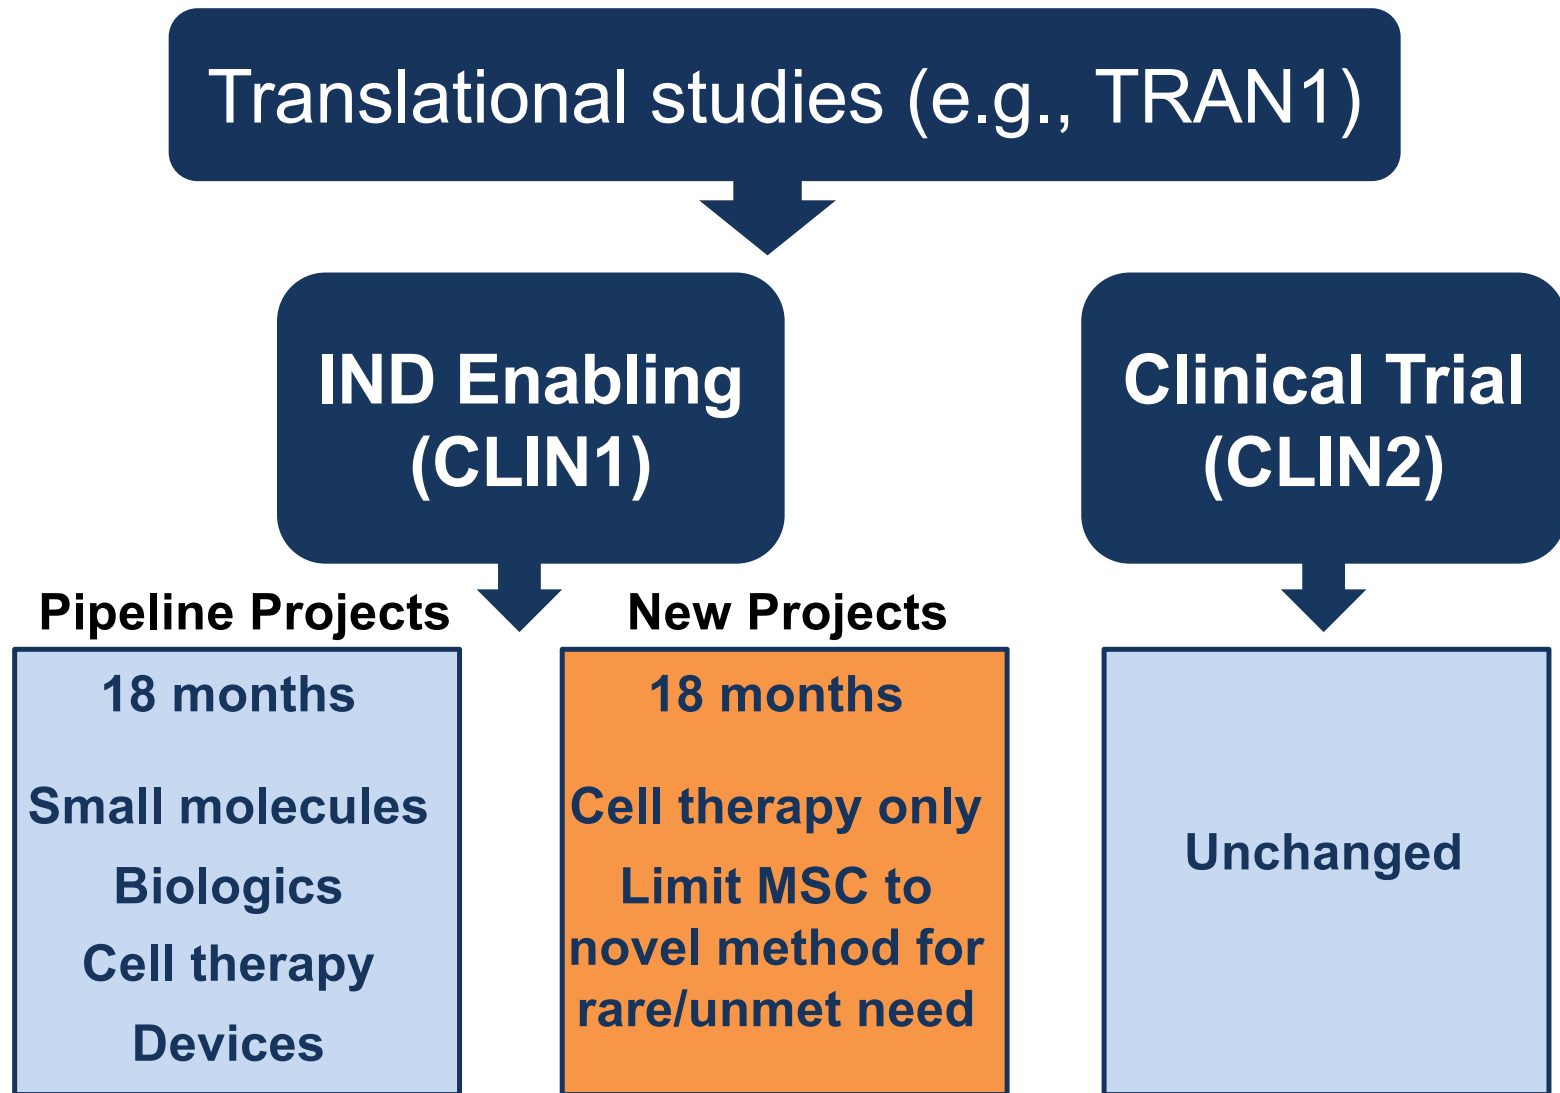 Translational studies (e.g., TRAN1)
IND Enabling
(CLIN1)
Clinical Trial
(CLIN2)
Pipeline Projects
18 months
Small molecules
Biologics
Cell therapy
Devices
New Projects
18 months
Cell therapy only
Limit MSC to
novel method for
rare/unmet need
Unchanged